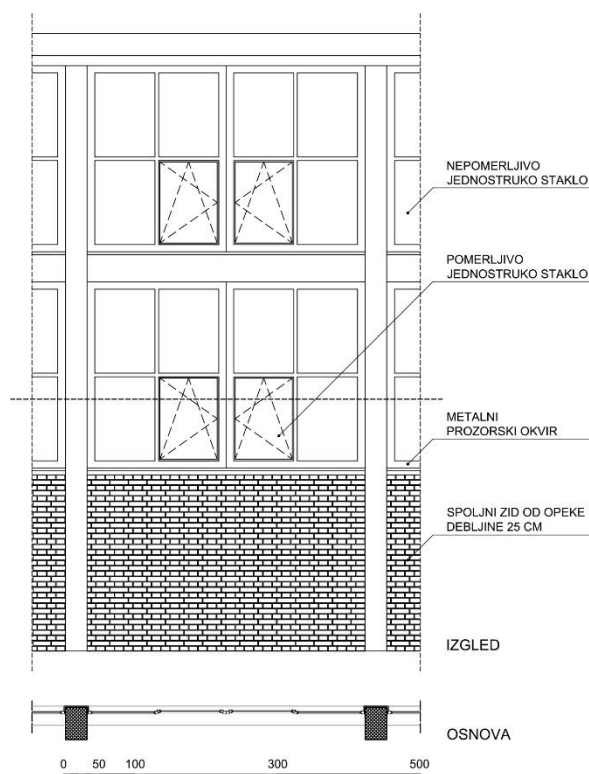 NEPOMERLJIVO
JEDNOSTRUKO STAKLO
POMERLJIVO
JEDNOSTRUKO STAKLO
METALNI
PROZORSKI OKVIR
SPOLJNI ZID OD OPEKE
DEBLJINE 25 CM
IZGLED
OSNOVA
0 50 100 300 500